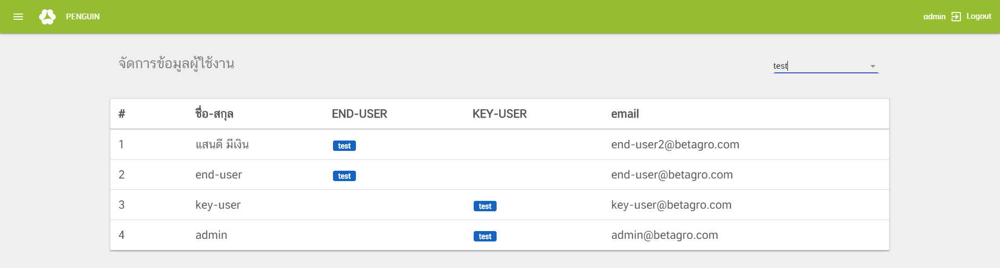 PENGUIN admin Logout
จัดการข้อมูลผู้ใช้งาน test
# ชื่อ-สกุล END-USER KEY-USER email
1 แสนดี มีเงิน test end-user2@betagro.com
2 end-user test end-user@betagro.com
3 key-user test key-user@betagro.com
4 admin test admin@betagro.com